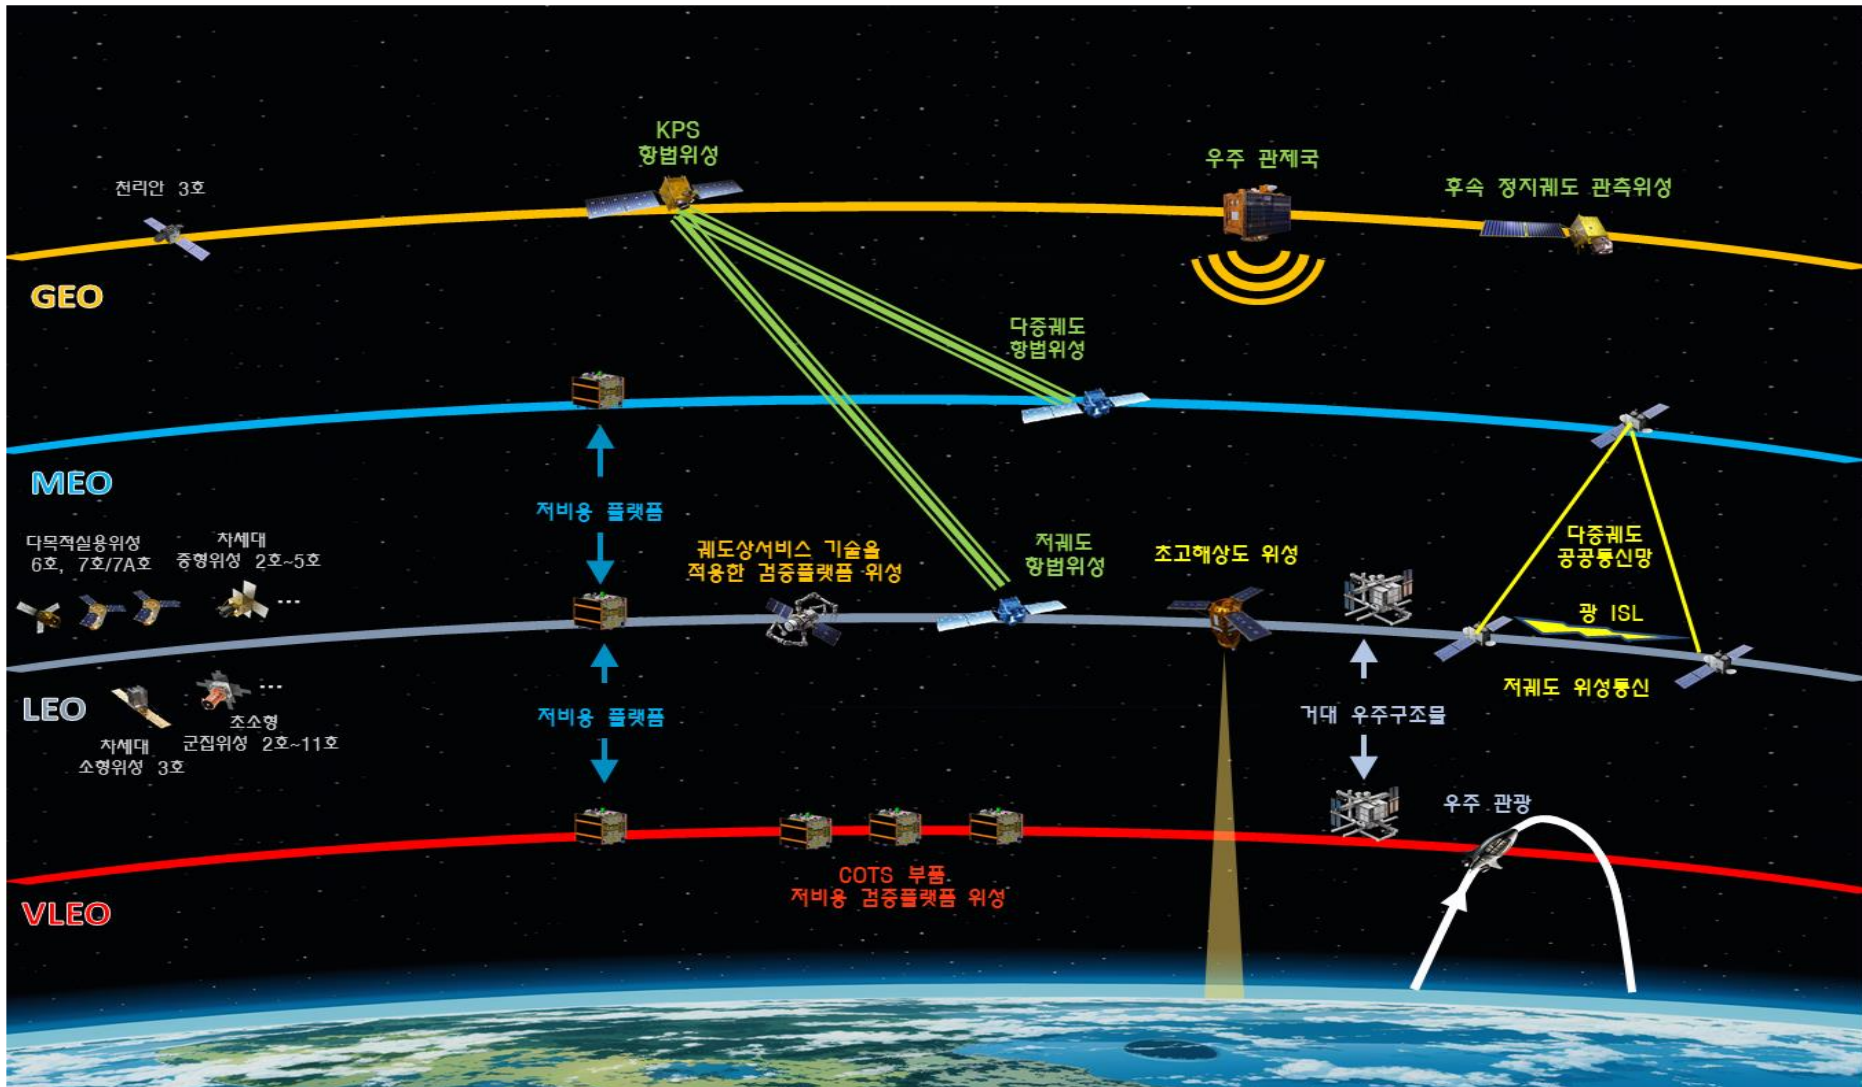 KPS
항법위성
천리안 3호
우주 관제국
후속 정지궤도 관측위성
GEO
다중궤도
항법위성
MEO
저비용 플랫폼
다목적실용위성
6호, 7호/7A호
차세대
중형위성 2호~5호
...
궤도상서비스 기술을
적용한 검증플랫폼 위성
저궤도
항법위성
초고해상도 위성
다중궤도
공공통신망
광 ISL
저궤도 위성통신
LEO
차세대
소형위성 3호
초소형
군집위성 2호~11호
...
저비용 플랫폼
거대 우주구조물
우주 관광
VLEO
COTS 부품
저비용 검증플랫폼 위성